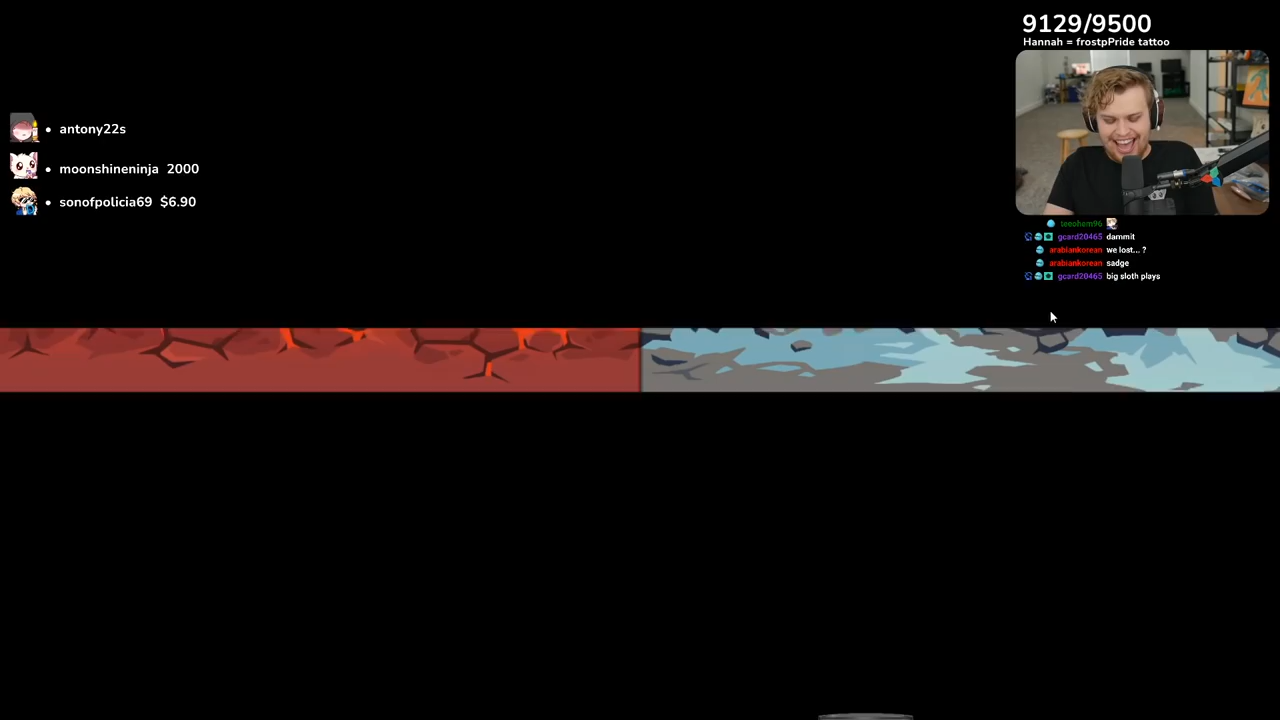 9129/9500
Hannah = frostpPride tattoo
• antony22s
• moonshineninja 2000
• sonofpolicia69 $6.90
teeoham96
gcard20465 dammit
arabiankorean we lost... ?
arabiankorean sadge
gcard20465 big sloth plays